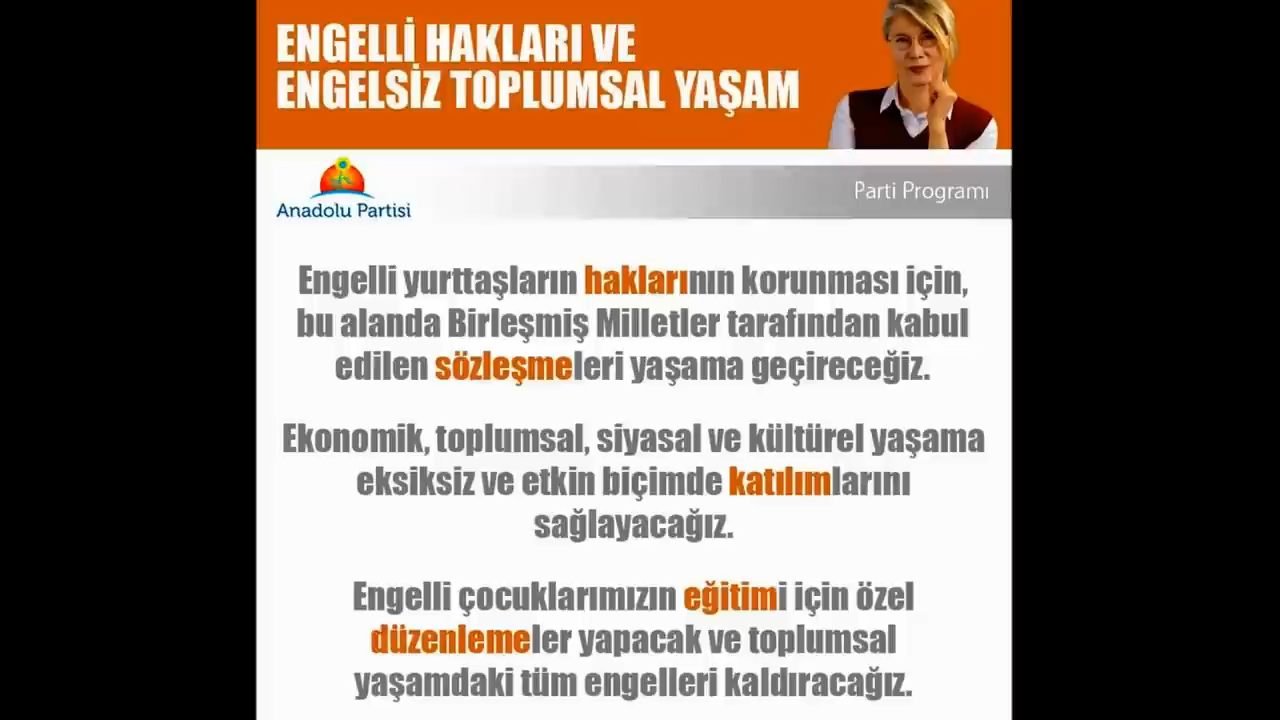 ENGELLİ HAKLARI VE
ENGELSİZ TOPLUMSAL YAŞAM
Anadolu Partisi
Parti Programı
Engelli yurttaşların haklarının korunması için,
bu alanda Birleşmiş Milletler tarafından kabul
edilen sözleşmeleri yaşama geçireceğiz.
Ekonomik, toplumsal, siyasal ve kültürel yaşama
eksiksiz ve etkin biçimde katılımlarını
sağlayacağız.
Engelli çocuklarımızın eğitimi için özel
düzenlemeler yapacak ve toplumsal
yaşamdaki tüm engelleri kaldıracağız.